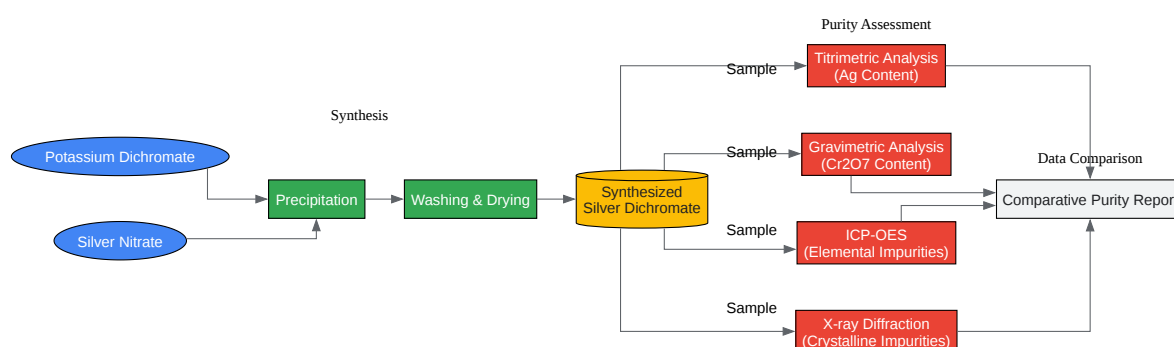 Purity Assessment
Titrimetric Analysis
(Ag Content)
Sample
Synthesis
Potassium Dichromate
Silver Nitrate
Precipitation
Washing & Drying
Synthesized
Silver Dichromate
Sample
Gravimetric Analysis
(Cr2O7 Content)
Sample
ICP-OES
(Elemental Impurities)
Sample
X-ray Diffraction
(Crystalline Impurities)
Data Comparison
Comparative Purity Report